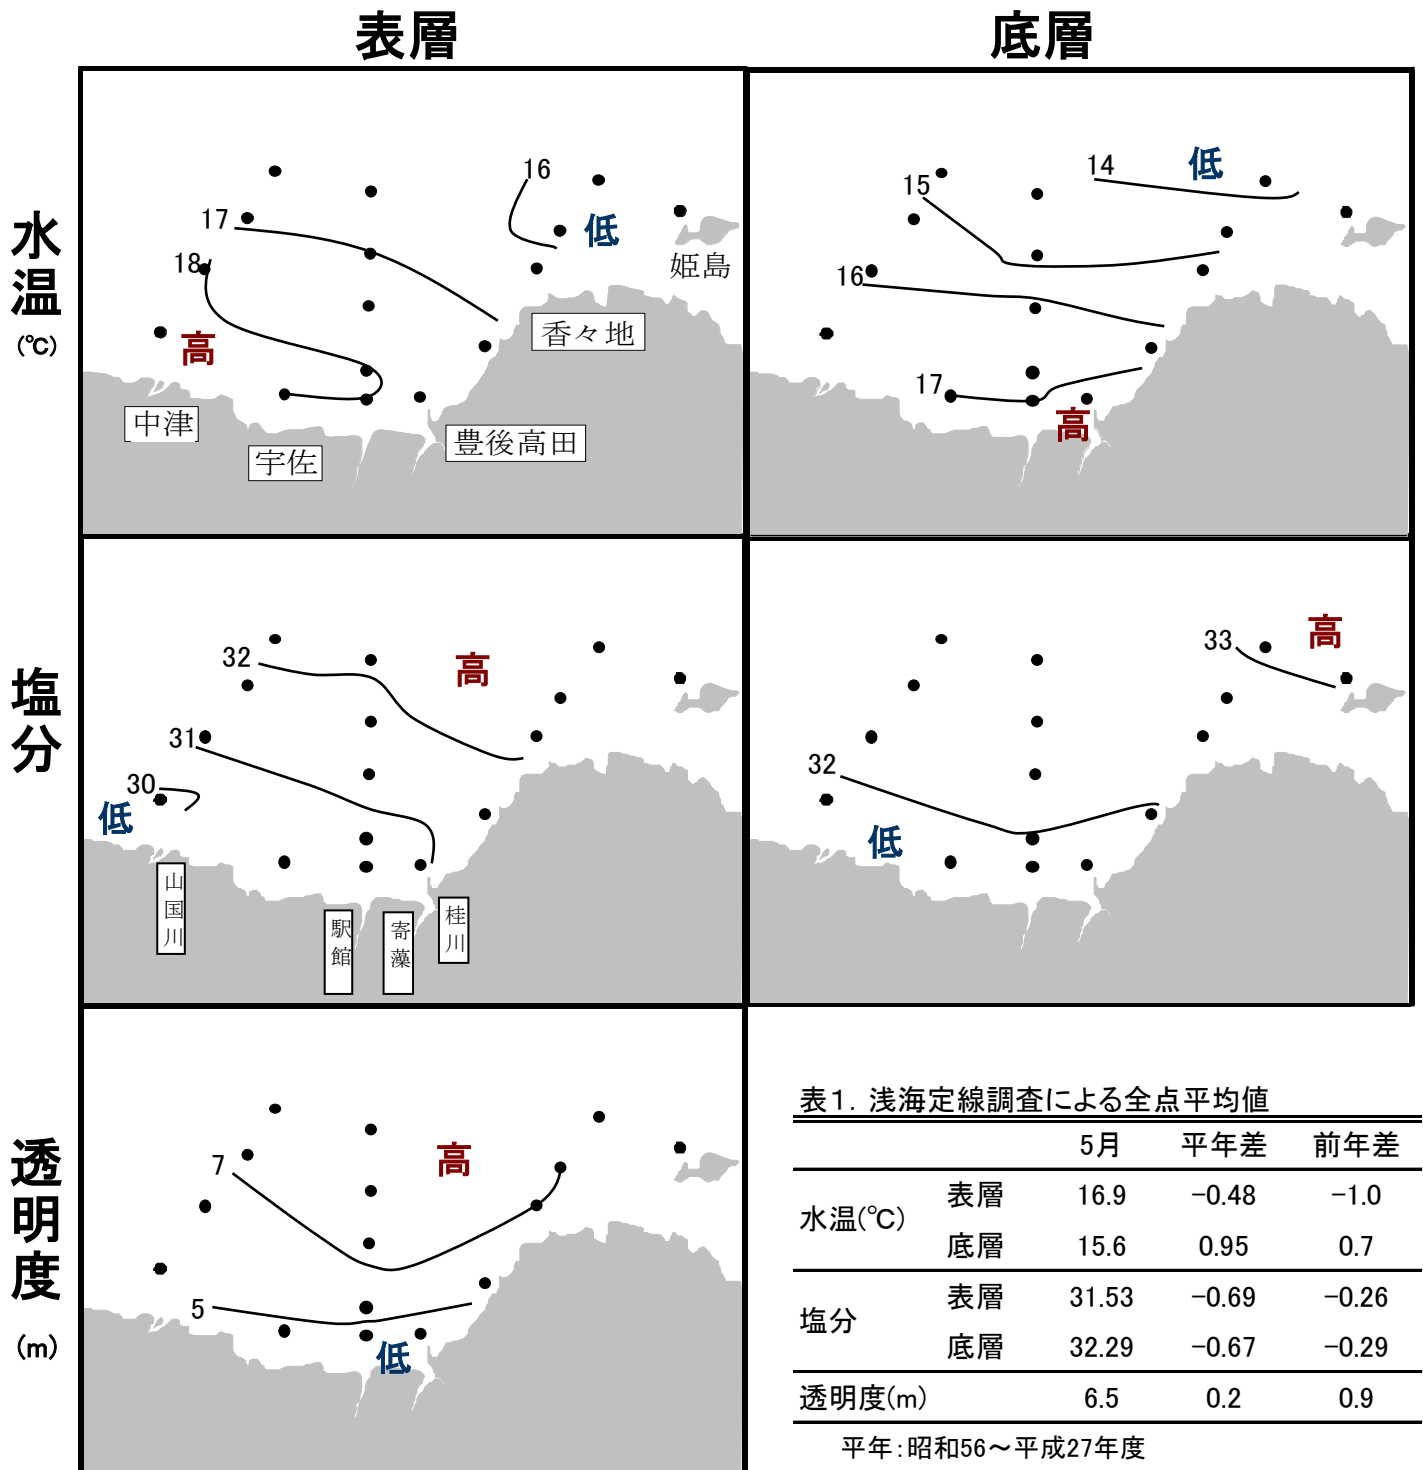 表層
底層
水温
(℃)
16
17
18
低
高
姫島
香々地
中津
宇佐
豊後高田
14
15
16
17
低
高
塩分
32
31
30
高
低
山国川
駅館
寄藻
桂川
33
32
高
低
透明度
(m)
7
5
高
低
表1. 浅海定線調査による全点平均値
5月 平年差 前年差
水温(℃) 表層 16.9 -0.48 -1.0
底層 15.6 0.95 0.7
塩分 表層 31.53 -0.69 -0.26
底層 32.29 -0.67 -0.29
透明度(m) 6.5 0.2 0.9
平年:昭和56～平成27年度